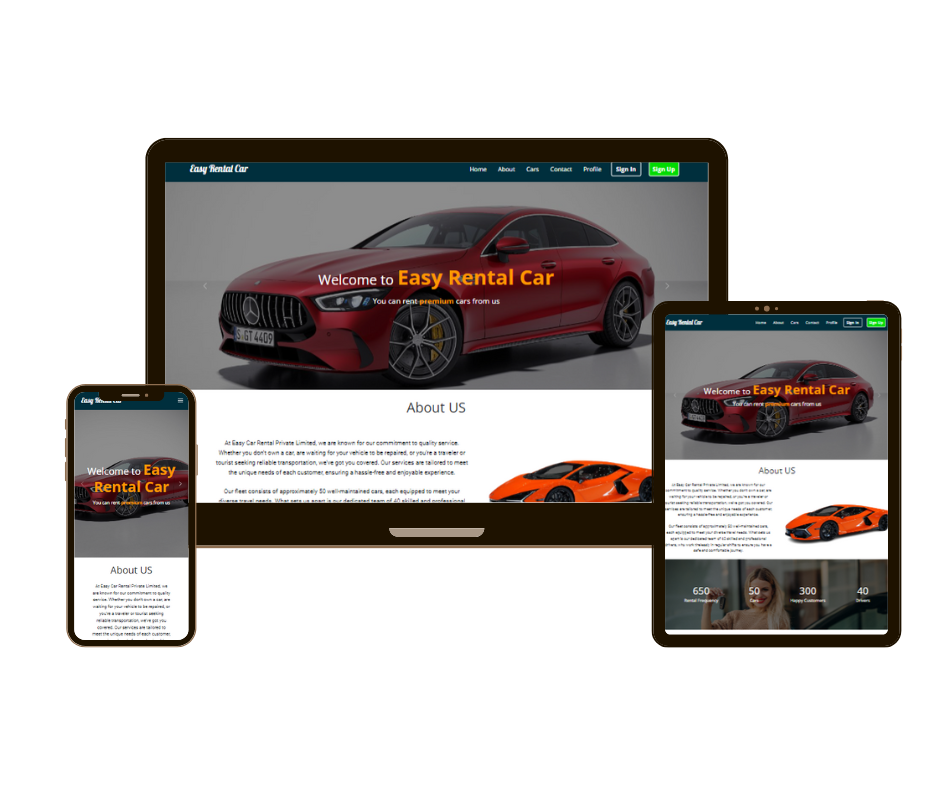 Easy Rental Car
Home About Cars Contact Profile Sign In Sign Up
Welcome to Easy Rental Car
You can rent premium cars from us
S·GT 4409
About US
At Easy Car Rental Private Limited, we are known for our commitment to quality service.
Whether you don't own a car, are waiting for your vehicle to be repaired, or you're a traveler or
tourist seeking reliable transportation, we've got you covered. Our services are tailored to meet
the unique needs of each customer, ensuring a hassle-free and enjoyable experience.
Our fleet consists of approximately 50 well-maintained cars, each equipped to meet your
diverse travel needs. What sets us apart is our dedicated team of 40 skilled and professional
Easy Rental Car
Home About Cars Contact Profile Sign In Sign Up
Welcome to Easy Rental Car
You can rent premium cars from us
About US
At Easy Car Rental Private Limited, we are known for our
commitment to quality service. Whether you don't own a car, are
waiting for your vehicle to be repaired, or you're a traveler or
tourist seeking reliable transportation, we've got you covered. Our
services are tailored to meet the unique needs of each customer,
ensuring a hassle-free and enjoyable experience.
Our fleet consists of approximately 50 well-maintained cars,
each equipped to meet your diverse travel needs. What sets us
apart is our dedicated team of 40 skilled and professional
drivers, who work tirelessly in regular shifts to ensure you have a
safe and comfortable journey.
650 50 300 40
Rental Frequency Cars Happy Customers Drivers
Easy
Welcome to Easy
Rental Car
You can rent premium cars from us
About US
At Easy Car Rental Private Limited, we
are known for our commitment to quality
service. Whether you don't own a car, are
waiting for your vehicle to be repaired, or
you're a traveler or tourist seeking
reliable transportation, we've got you
covered. Our services are tailored to
meet the unique needs of each customer,